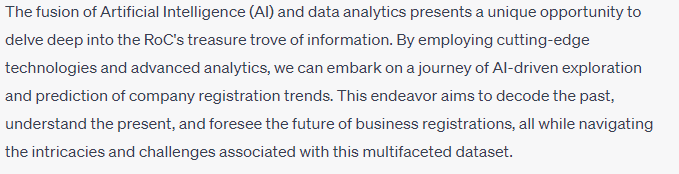 The fusion of Artificial Intelligence (AI) and data analytics presents a unique opportunity to
delve deep into the RoC's treasure trove of information. By employing cutting-edge
technologies and advanced analytics, we can embark on a journey of AI-driven exploration
and prediction of company registration trends. This endeavor aims to decode the past,
understand the present, and foresee the future of business registrations, all while navigating
the intricacies and challenges associated with this multifaceted dataset.